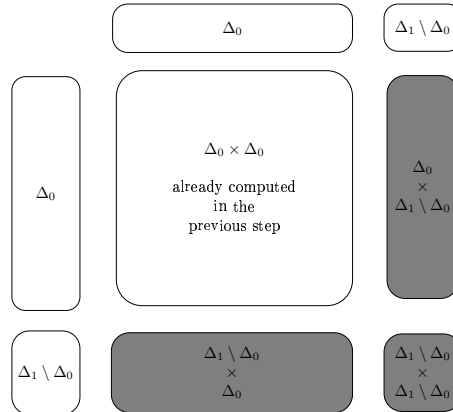 Δ₀
Δ₁ \ Δ₀
Δ₀
Δ₀ × Δ₀
already computed
in the
previous step
Δ₀
×
Δ₁ \ Δ₀
Δ₁ \ Δ₀
Δ₁ \ Δ₀
×
Δ₀
Δ₁ \ Δ₀
×
Δ₁ \ Δ₀